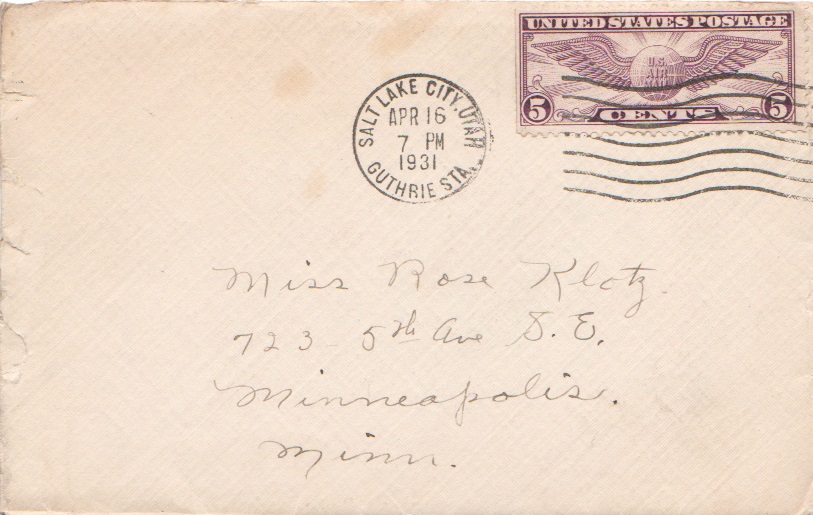 UNITED STATES POSTAGE
U.S.
AIR
MAIL
5 CENTS 5
SALT LAKE CITY, UTAH
APR 16
7 PM
1931
GUTHRIE STA.
Miss Rose Klotz.
723 - 5th Ave S. E.
Minneapolis.
Minn.